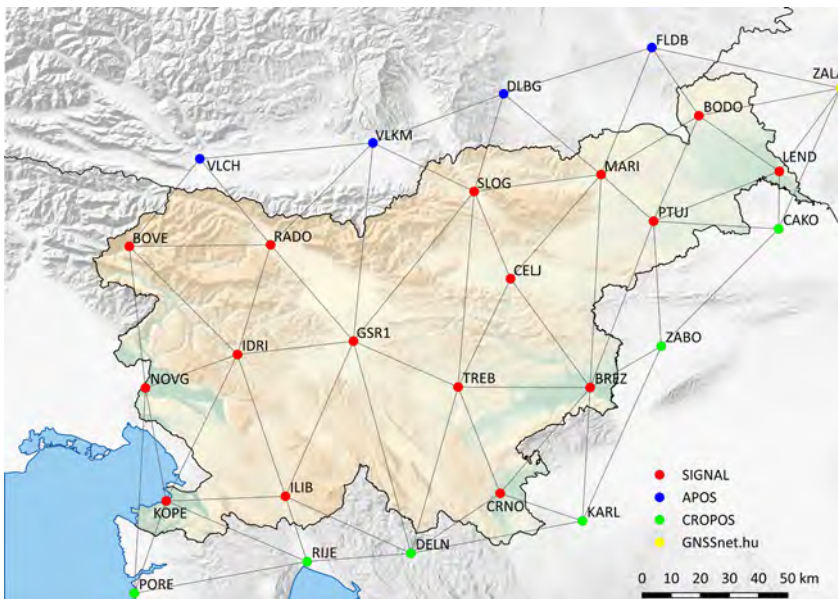 FLDB
ZALA
DLBG
BODO
VLKM
VLCH
MARI
LEND
SLOG
PTUJ
CAKO
BOVE
RADO
CELJ
GSR1
ZABO
IDRI
NOVG
TREB
BREZ
SIGNAL
ILIB
APOS
KOPE
CRNO
KARL
CROPOS
DELN
GNSSnet.hu
RIJE
PORE
0 10 20 30 40 50 km